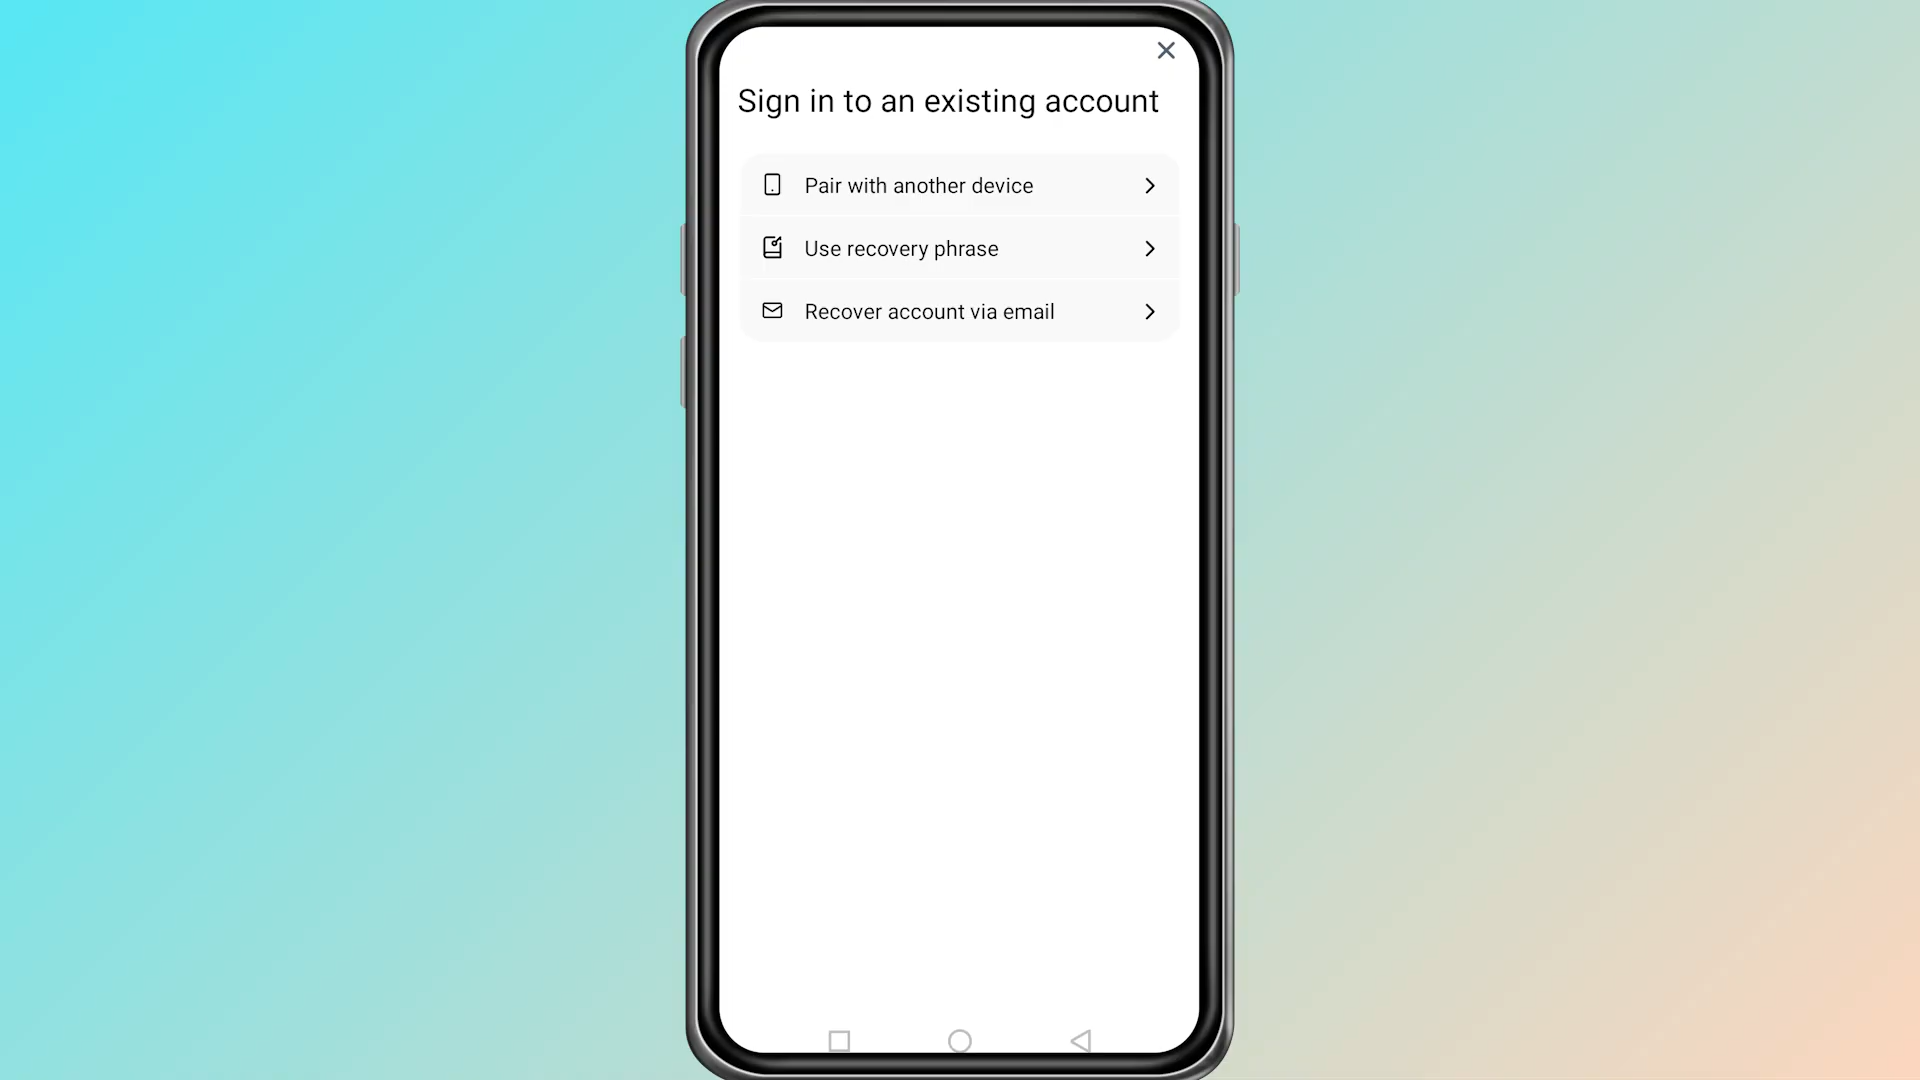 Sign in to an existing account
Pair with another device
Use recovery phrase
Recover account via email